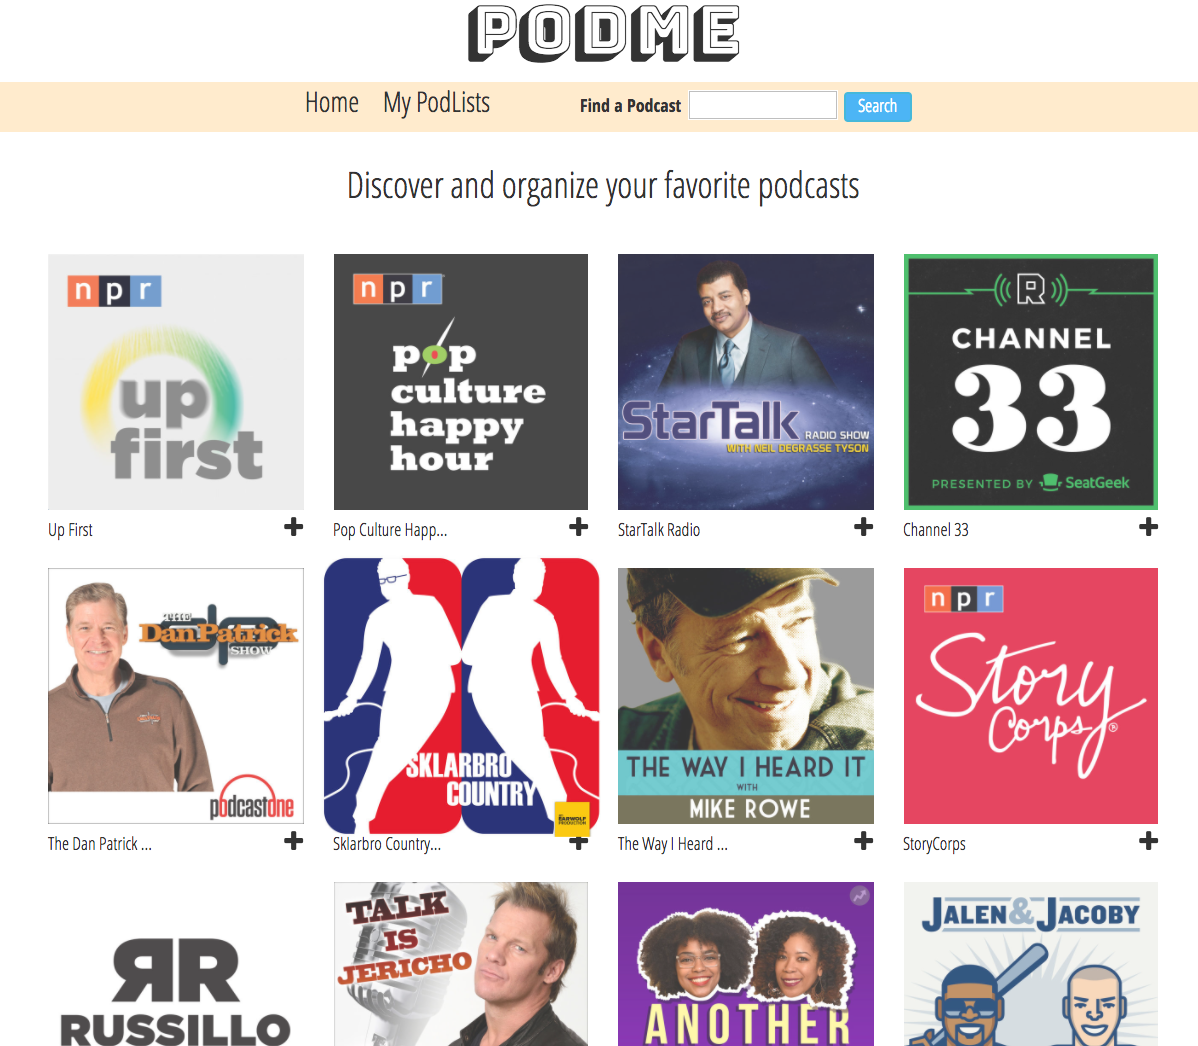 PODME
Home My PodLists Find a Podcast Search
Discover and organize your favorite podcasts
npr
up
first
npr
pop
culture
happy
hour
StarTalk
RADIO SHOW
WITH NEIL DEGRASSE TYSON
R
CHANNEL
33
PRESENTED BY SeatGeek
Up First
Pop Culture Happ...
StarTalk Radio
Channel 33
THE
Dan Patrick
SHOW
dp
podcastone
SKLARBRO
COUNTRY
EARWOLF
PRODUCTION
THE WAY I HEARD IT
WITH
MIKE ROWE
npr
Story
Corps®
The Dan Patrick ...
Sklarbro Country...
The Way I Heard ...
StoryCorps
RR
RUSSILLO
TALK
IS
JERICHO
ANOTHER
JALEN & JACOBY